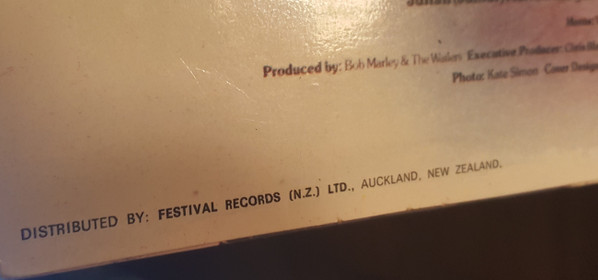 Produced by: Bob Marley & The Wailers Executive Producer: Chris
Photo: Kate Simon Cover Design
DISTRIBUTED BY: FESTIVAL RECORDS (N.Z.) LTD., AUCKLAND, NEW ZEALAND.